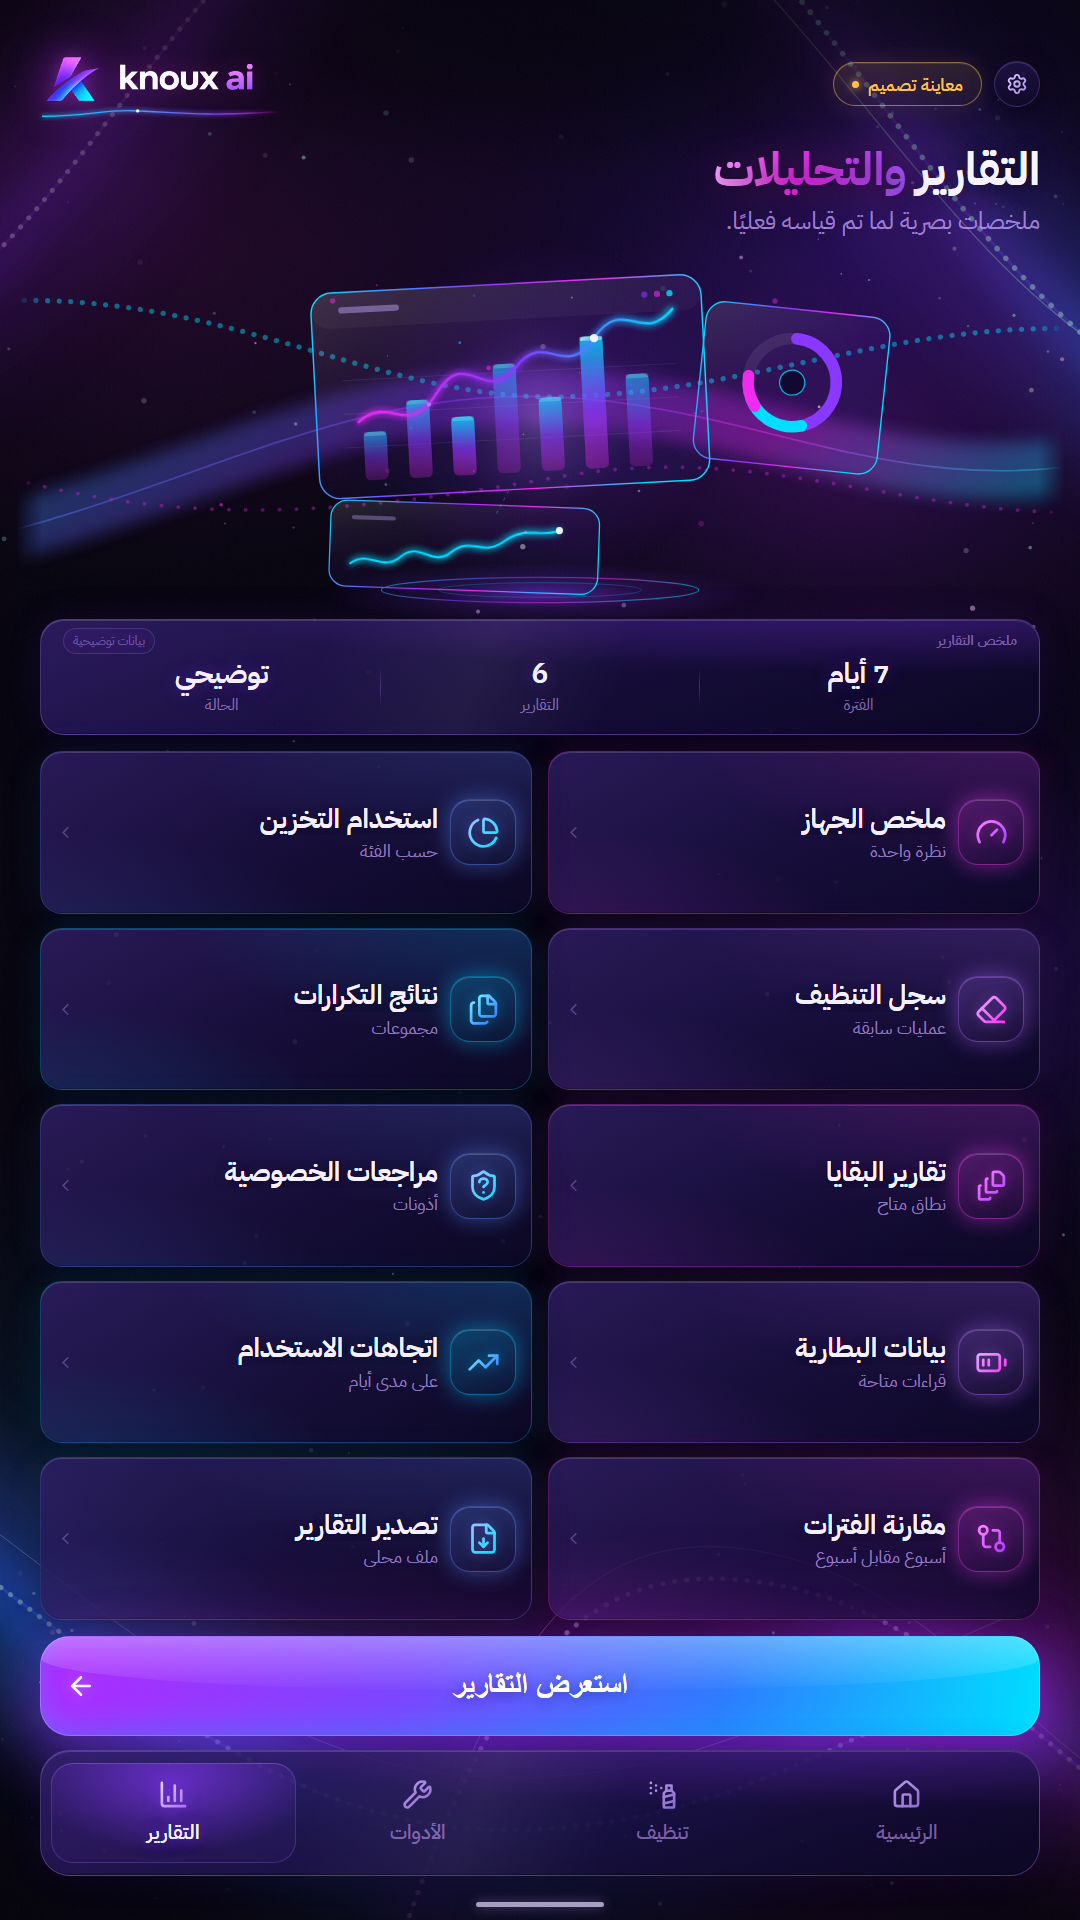 knoux ai
معاينة تصميم
التقارير والتحليلات
ملخصات بصرية لما تم قياسه فعليًا.
ملخص التقارير
بيانات توضيحية
7 أيام
الفترة
6
التقارير
توضيحي
الحالة
ملخص الجهاز
نظرة واحدة
استخدام التخزين
حسب الفئة
سجل التنظيف
عمليات سابقة
نتائج التكرارات
مجموعات
تقارير البقايا
نطاق متاح
مراجعات الخصوصية
أذونات
بيانات البطارية
قراءات متاحة
اتجاهات الاستخدام
على مدى أيام
مقارنة الفترات
أسبوع مقابل أسبوع
تصدير التقارير
ملف محلي
استعرض التقارير
الرئيسية
تنظيف
الأدوات
التقارير